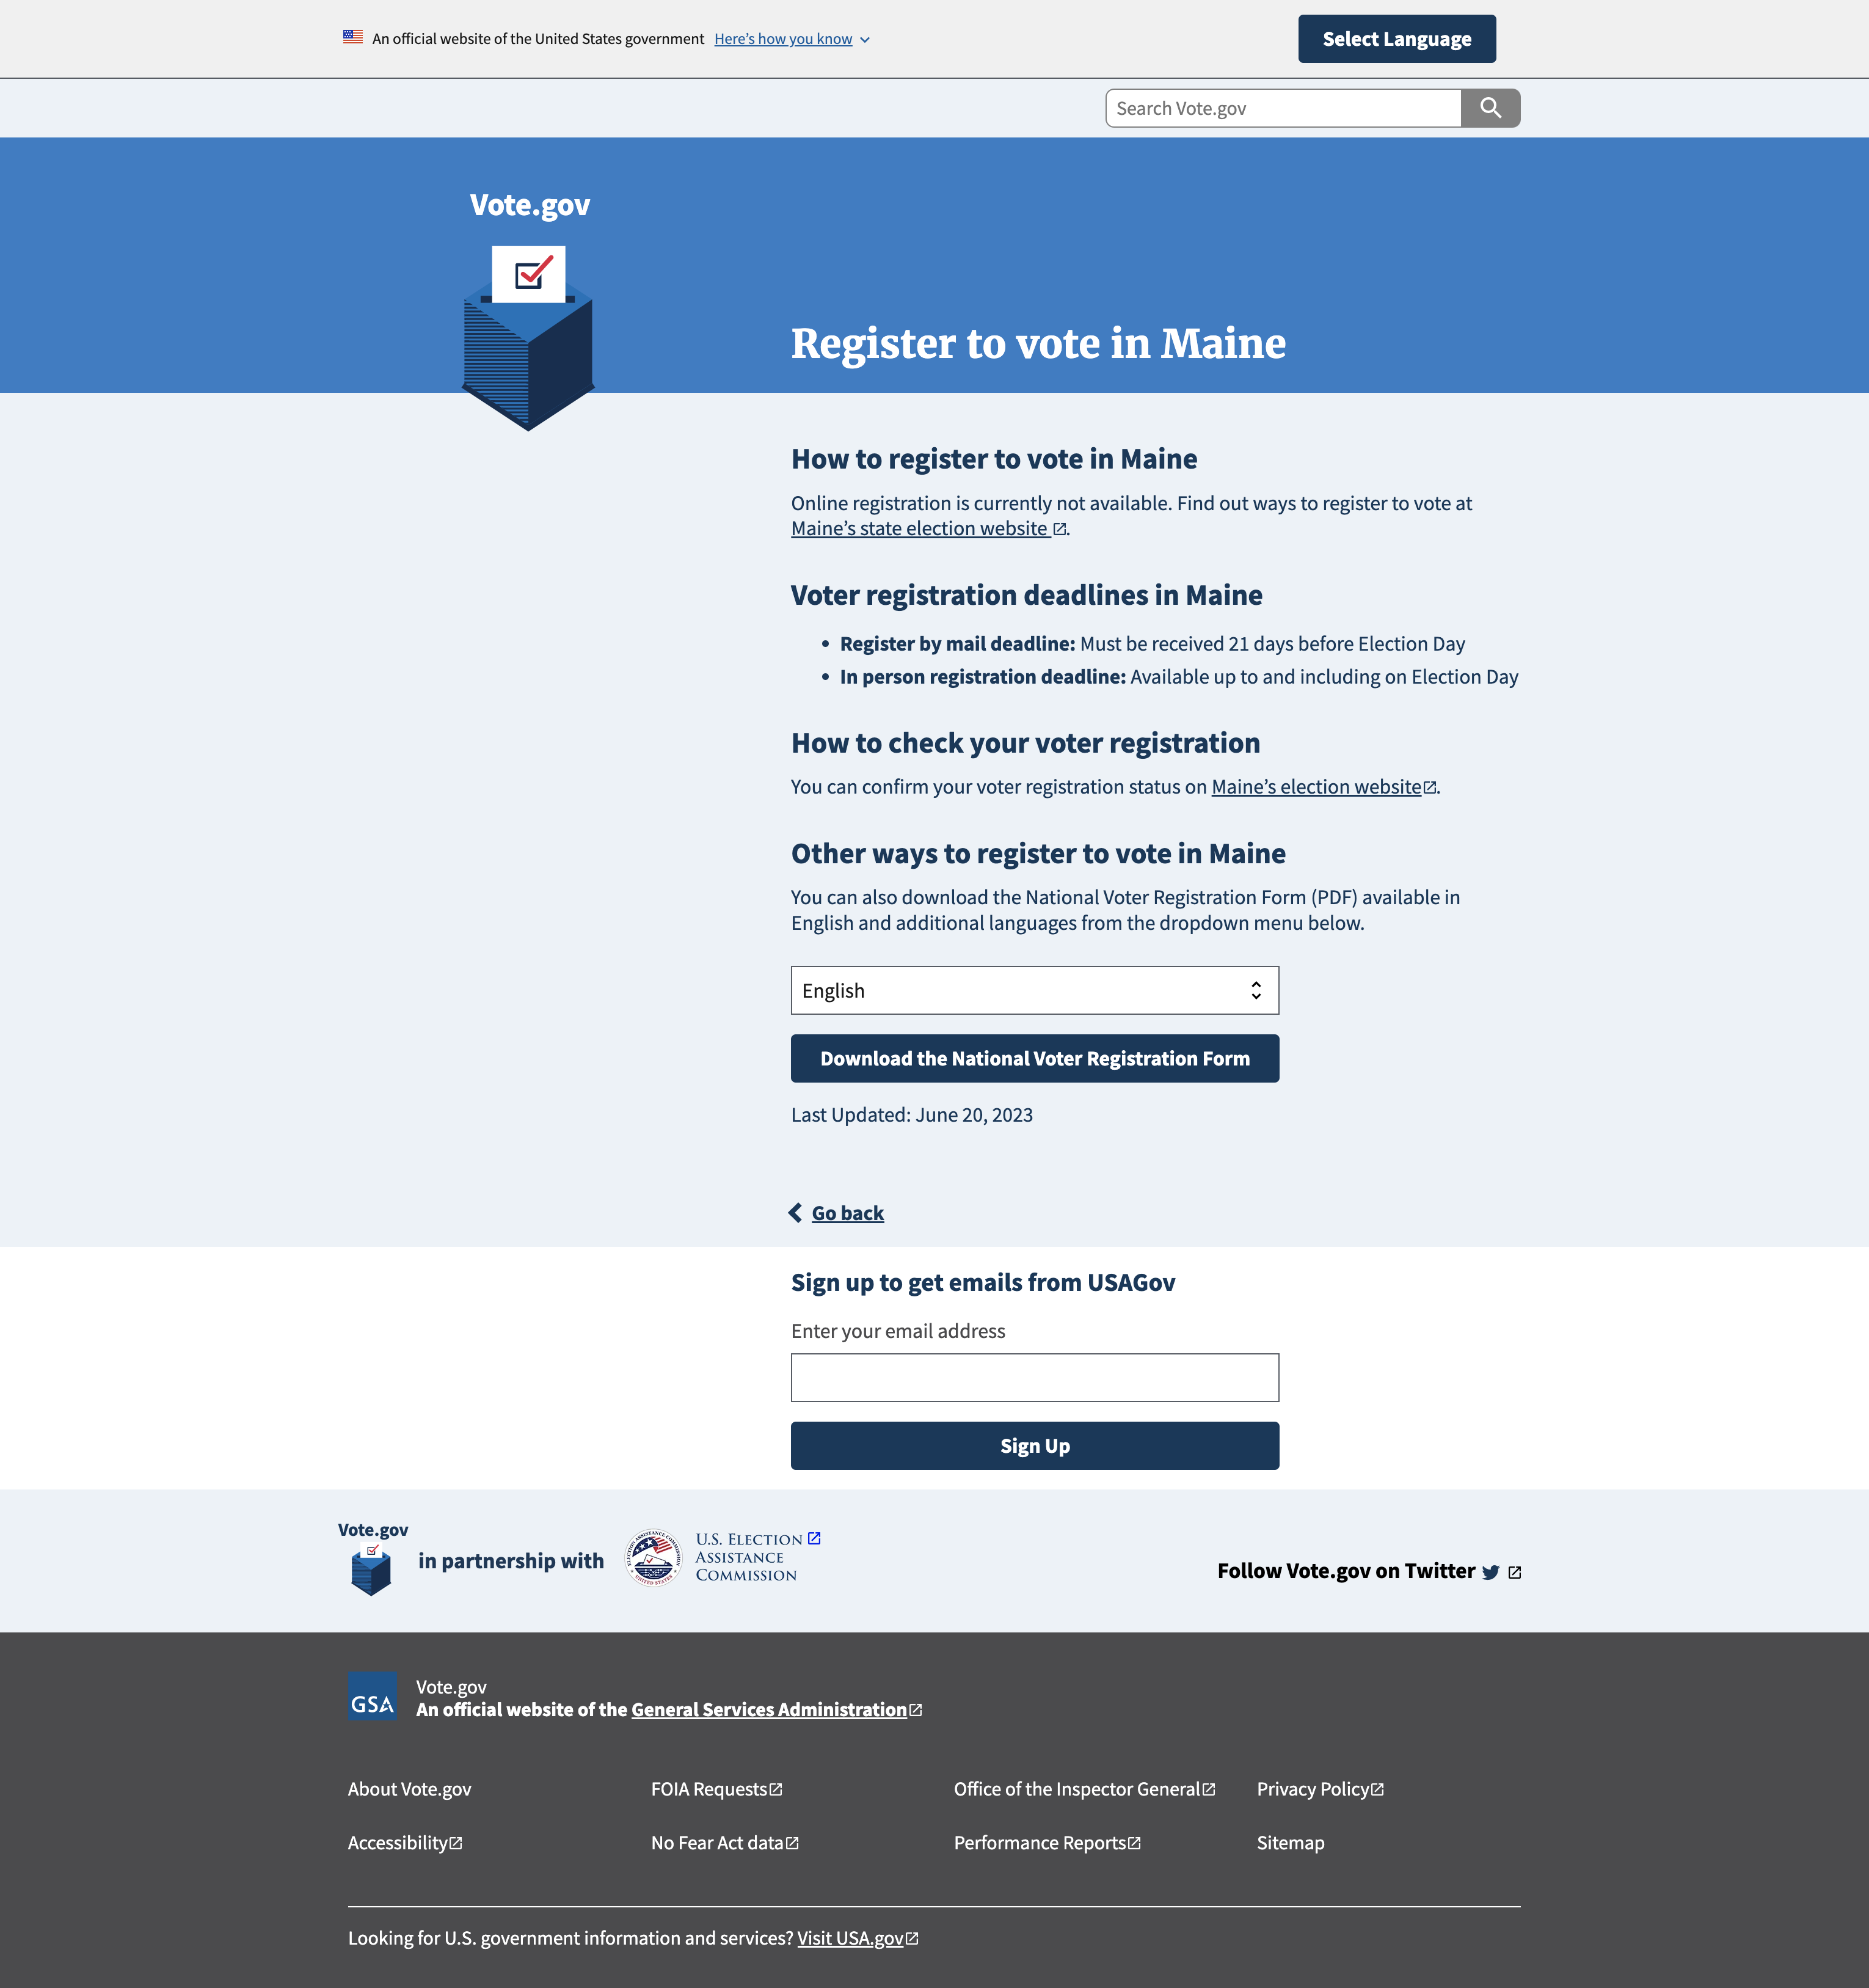 An official website of the United States government Here's how you know
Select Language
Search Vote.gov
Vote.gov
Register to vote in Maine
How to register to vote in Maine
Online registration is currently not available. Find out ways to register to vote at
Maine’s state election website.
Voter registration deadlines in Maine
• Register by mail deadline: Must be received 21 days before Election Day
• In person registration deadline: Available up to and including on Election Day
How to check your voter registration
You can confirm your voter registration status on Maine’s election website.
Other ways to register to vote in Maine
You can also download the National Voter Registration Form (PDF) available in
English and additional languages from the dropdown menu below.
English
Download the National Voter Registration Form
Last Updated: June 20, 2023
Go back
Sign up to get emails from USAGov
Enter your email address
Sign Up
Vote.gov
in partnership with
U.S. Election
Assistance
Commission
Follow Vote.gov on Twitter
GSA
Vote.gov
An official website of the General Services Administration
About Vote.gov
FOIA Requests
Office of the Inspector General
Privacy Policy
Accessibility
No Fear Act data
Performance Reports
Sitemap
Looking for U.S. government information and services? Visit USA.gov